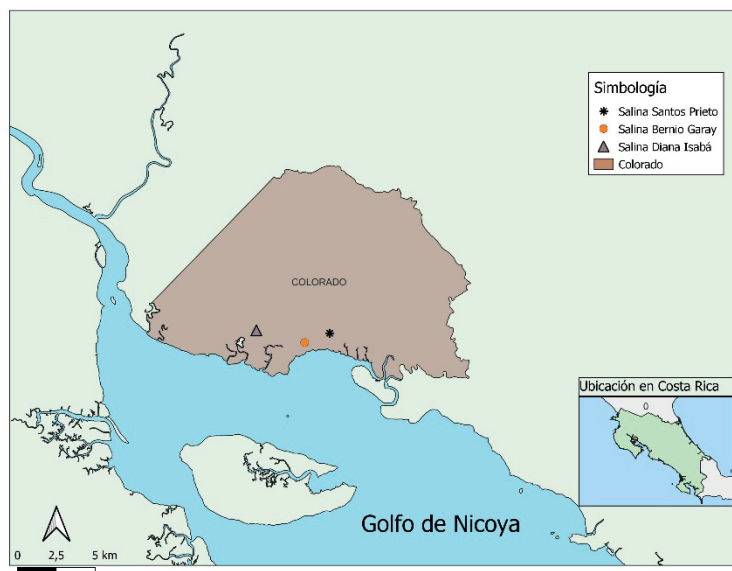 Simbología
Salina Santos Prieto
Salina Bernio Garay
Salina Diana Isabá
Colorado
COLORADO
Ubicación en Costa Rica
Golfo de Nicoya
0 2,5 5 km